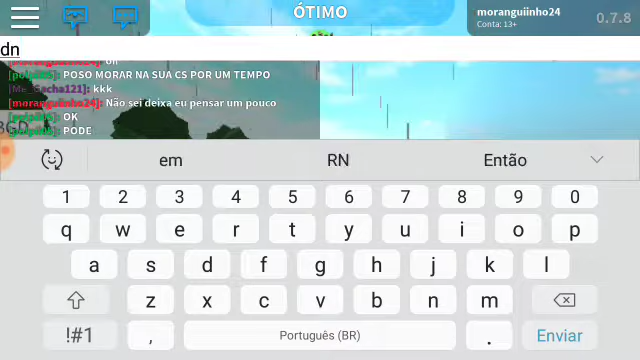 ÓTIMO
moranguiinho24
Conta: 13+
0.7.8
dn
POSO MORAR NA SUA CS POR UM TEMPO
[Me_Gacha121]: kkk
[moranguiinho24]: Não sei deixa eu pensar um pouco
OK
PODE
em RN Então
1 2 3 4 5 6 7 8 9 0
q w e r t y u i o p
a s d f g h j k l
z x c v b n m
!#1 , Português (BR) . Enviar